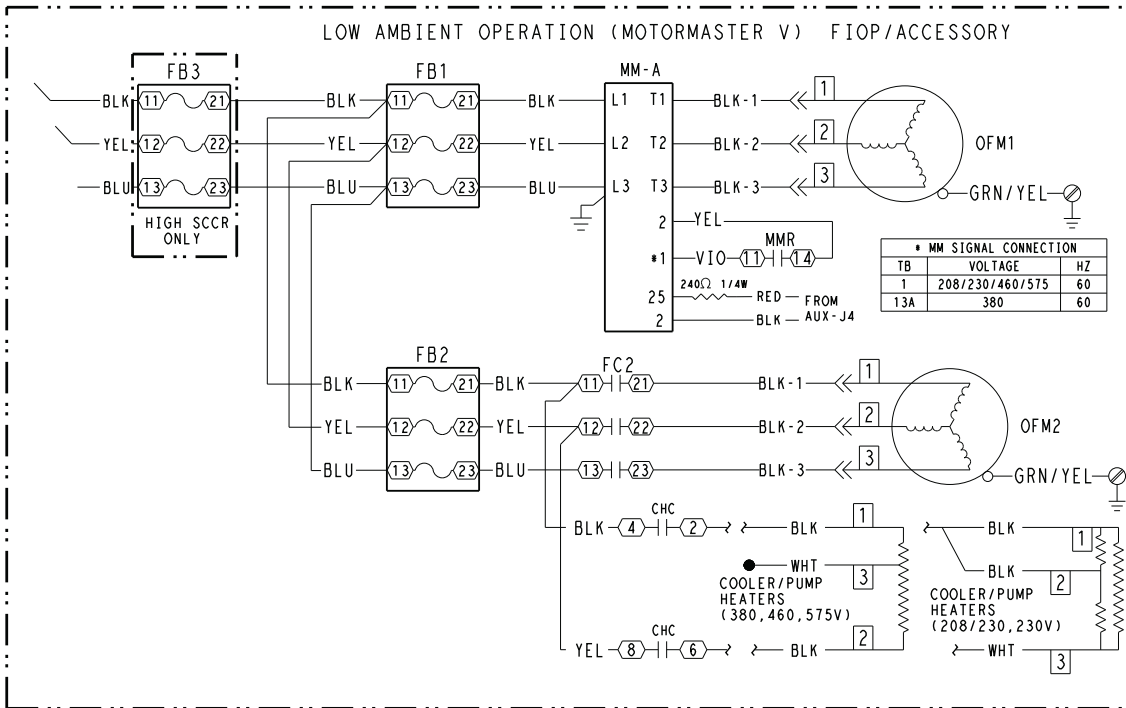 LOW AMBIENT OPERATION (MOTORMASTER V) FIOP/ACCESSORY
FB3
FB1
MM-A
BLK 11 21 BLK 11 21 BLK L1 T1 BLK-1 1
YEL 12 22 YEL 12 22 YEL L2 T2 BLK-2 2 OFM1
BLU 13 23 BLU 13 23 BLU L3 T3 BLK-3 3
GRN/YEL
HIGH SCCR
ONLY
2 YEL
MMR
*1 VIO 11 14
240Ω 1/4W
25 RED FROM
2 BLK AUX-J4
* MM SIGNAL CONNECTION
TB VOLTAGE HZ
1 208/230/460/575 60
13A 380 60
FB2
FC2
BLK 11 21 BLK 11 21 BLK-1 1
YEL 12 22 YEL 12 22 BLK-2 2 OFM2
BLU 13 23 BLU 13 23 BLK-3 3
GRN/YEL
CHC
BLK 4 2 BLK 1
WHT 3
COOLER/PUMP
HEATERS
(380,460,575V)
CHC
YEL 8 6 BLK 2
BLK 1
BLK 2
COOLER/PUMP
HEATERS
(208/230,230V)
WHT 3